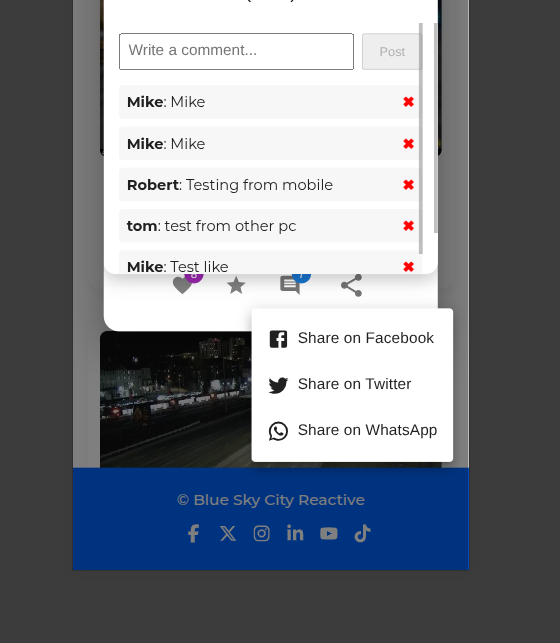 Write a comment...
Post
Mike: Mike
Mike: Mike
Robert: Testing from mobile
tom: test from other pc
Mike: Test like
Share on Facebook
Share on Twitter
Share on WhatsApp
© Blue Sky City Reactive